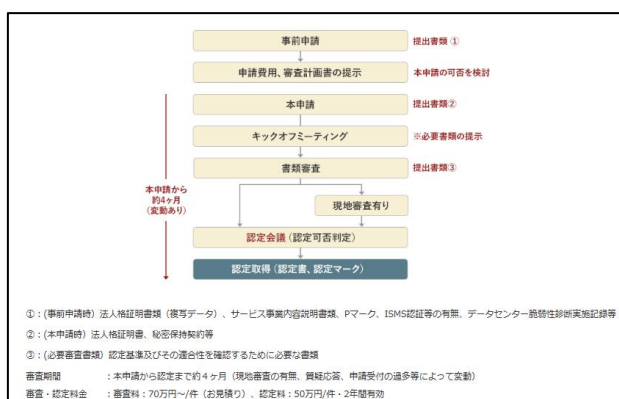 事前申請
提出書類 ①
申請費用、審査計画書の提示
本申請の可否を検討
本申請
提出書類②
キックオフミーティング
※必要書類の提示
書類審査
提出書類③
本申請から
約4ヶ月
(変動あり)
現地審査有り
認定会議 (認定可否判定)
認定取得 (認定書、認定マーク)
①：(事前申請時）法人格証明書類（複写データ）、サービス事業内容説明書類、Pマーク、ISMS認証等の有無、データセンター脆弱性診断実施記録等
②：(本申請時）法人格証明書、秘密保持契約等
③：(必要審査書類）認定基準及びその適合性を確認するために必要な書類
審査期間　　：本申請から認定まで約４ヶ月（現地審査の有無、質疑応答、申請受付の過多等によって変動）
審査・認定料金　：審査料：70万円～/件（お見積り）、認定料：50万円/件・2年間有効